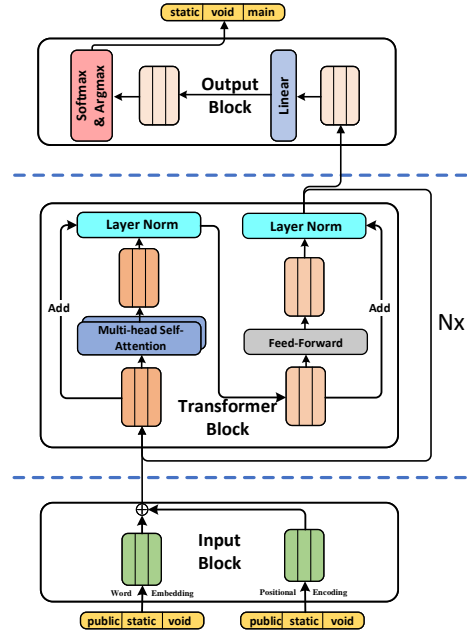 static void main
Softmax
& Argmax
Output
Block
Linear
Layer Norm
Layer Norm
Add
Add
Nx
Multi-head Self-
Attention
Feed-Forward
Transformer
Block
Input
Block
Word Embedding
Positional Encoding
public static void
public static void